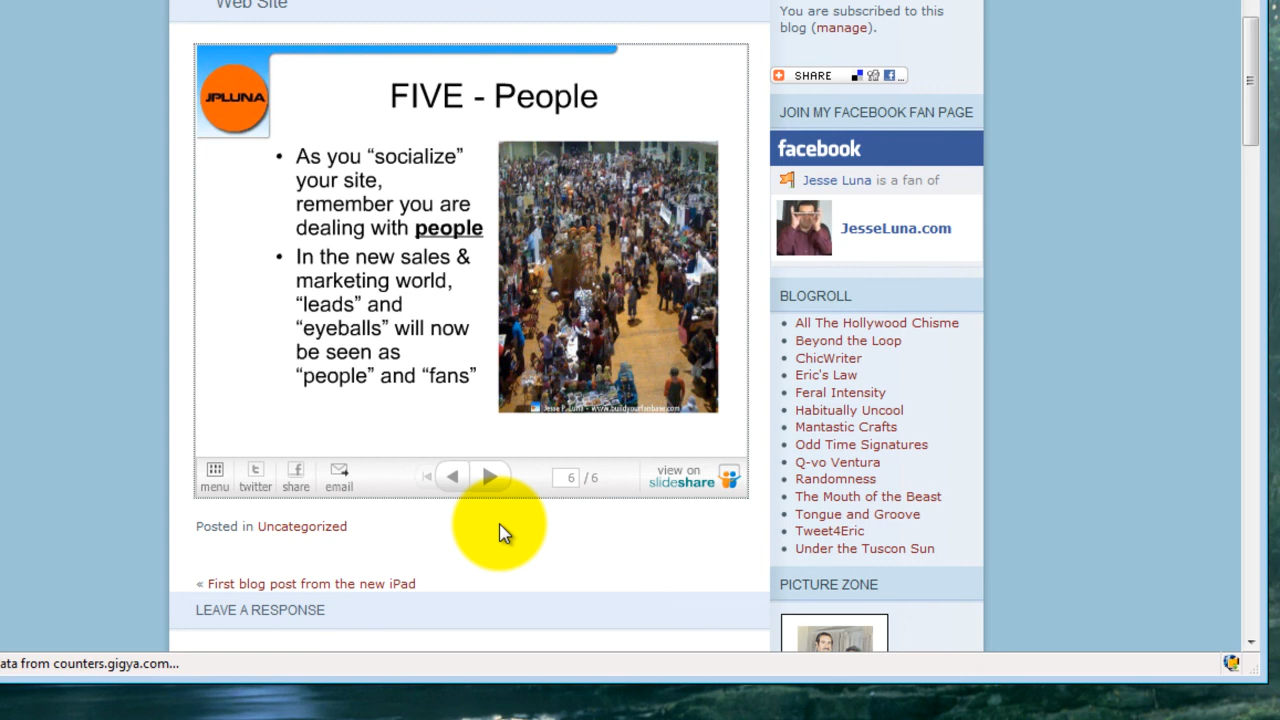 Web Site
JPLUNA
FIVE - People
• As you “socialize”
your site,
remember you are
dealing with people
• In the new sales &
marketing world,
“leads” and
“eyeballs” will now
be seen as
“people” and “fans”
Jesse P. Luna - www.buildyourfanbase.com
menu
twitter
share
email
6 / 6
view on
slideshare
Posted in Uncategorized
« First blog post from the new iPad
LEAVE A RESPONSE
You are subscribed to this
blog (manage).
SHARE
JOIN MY FACEBOOK FAN PAGE
facebook
Jesse Luna is a fan of
JesseLuna.com
BLOGROLL
All The Hollywood Chisme
Beyond the Loop
ChicWriter
Eric's Law
Feral Intensity
Habitually Uncool
Mantastic Crafts
Odd Time Signatures
Q-vo Ventura
Randomness
The Mouth of the Beast
Tongue and Groove
Tweet4Eric
Under the Tuscon Sun
PICTURE ZONE
ata from counters.gigya.com...